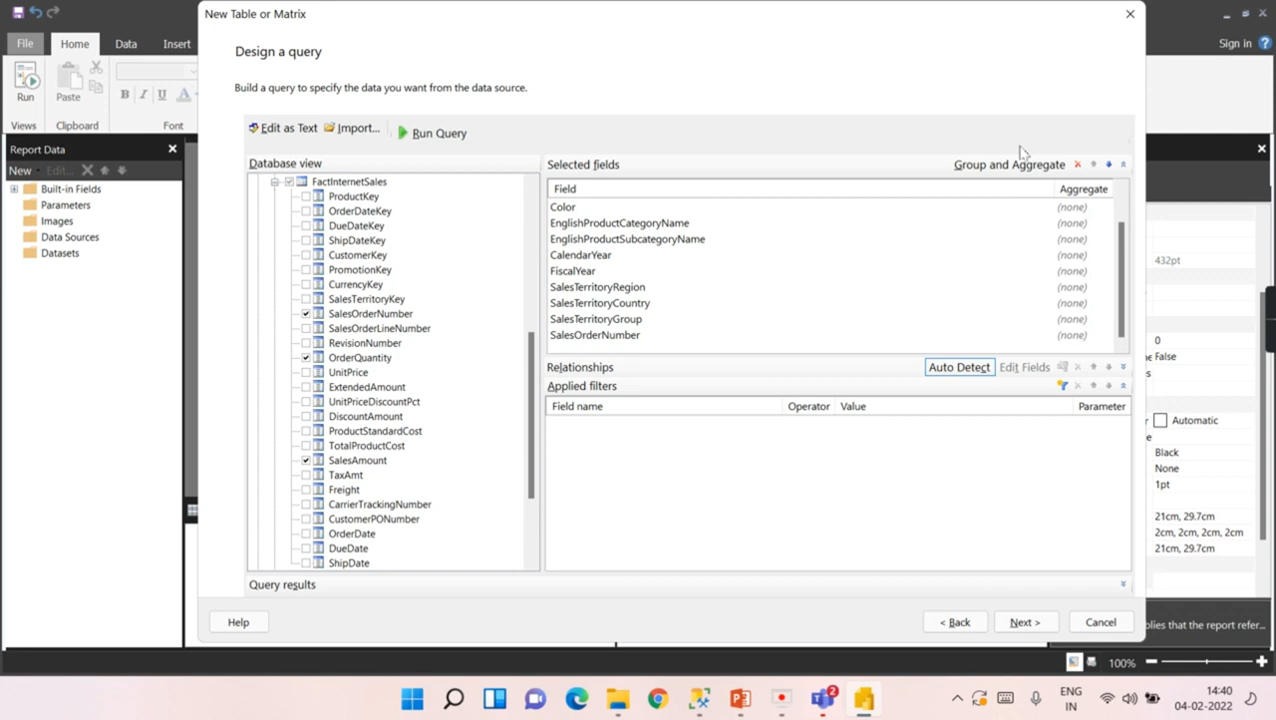 New Table or Matrix
File
Home
Data
Insert
Sign in
Run
Paste
B I U A
Views
Clipboard
Font
Design a query
Build a query to specify the data you want from the data source.
Edit as Text
Import...
Run Query
Report Data
New
Edit...
Built-in Fields
Parameters
Images
Data Sources
Datasets
Database view
FactInternetSales
ProductKey
OrderDateKey
DueDateKey
ShipDateKey
CustomerKey
PromotionKey
CurrencyKey
SalesTerritoryKey
SalesOrderNumber
SalesOrderLineNumber
RevisionNumber
OrderQuantity
UnitPrice
ExtendedAmount
UnitPriceDiscountPct
DiscountAmount
ProductStandardCost
TotalProductCost
SalesAmount
TaxAmt
Freight
CarrierTrackingNumber
CustomerPONumber
OrderDate
DueDate
ShipDate
Selected fields
Group and Aggregate
Field Aggregate
Color (none)
EnglishProductCategoryName (none)
EnglishProductSubcategoryName (none)
CalendarYear (none)
FiscalYear (none)
SalesTerritoryRegion (none)
SalesTerritoryCountry (none)
SalesTerritoryGroup (none)
SalesOrderNumber (none)
Relationships
Auto Detect
Edit Fields
Applied filters
Field name Operator Value Parameter
Query results
Help
< Back
Next >
Cancel
432pt
0
False
Automatic
Black
None
1pt
21cm, 29.7cm
2cm, 2cm, 2cm, 2cm
21cm, 29.7cm
plies that the report refer...
100%
2
ENG
IN
14:40
04-02-2022